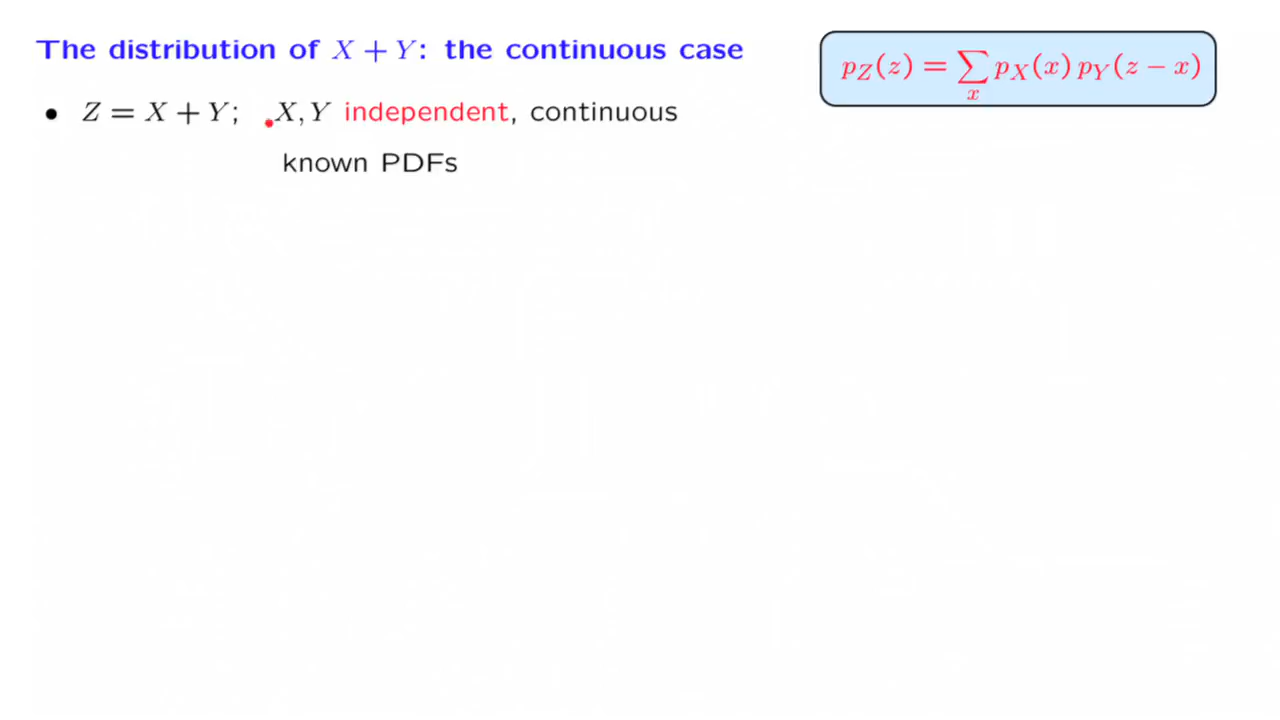 The distribution of X + Y: the continuous case
p_Z(z) = ∑_x p_X(x) p_Y(z − x)
• Z = X + Y; X, Y independent, continuous
known PDFs